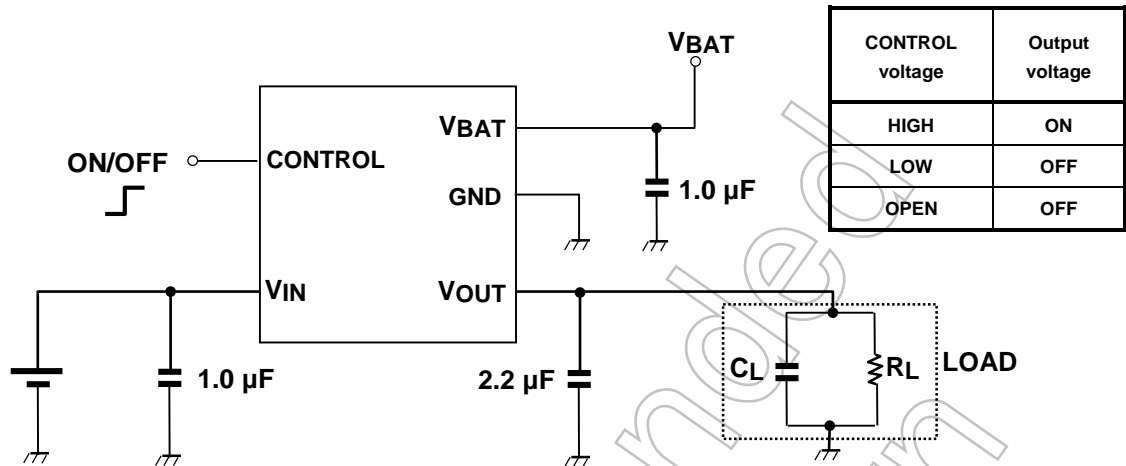 VBAT
CONTROL voltage
Output voltage
HIGH
ON
LOW
OFF
OPEN
OFF
ON/OFF
CONTROL
VBAT
GND
1.0 µF
VIN
VOUT
1.0 µF
2.2 µF
CL
RL
LOAD